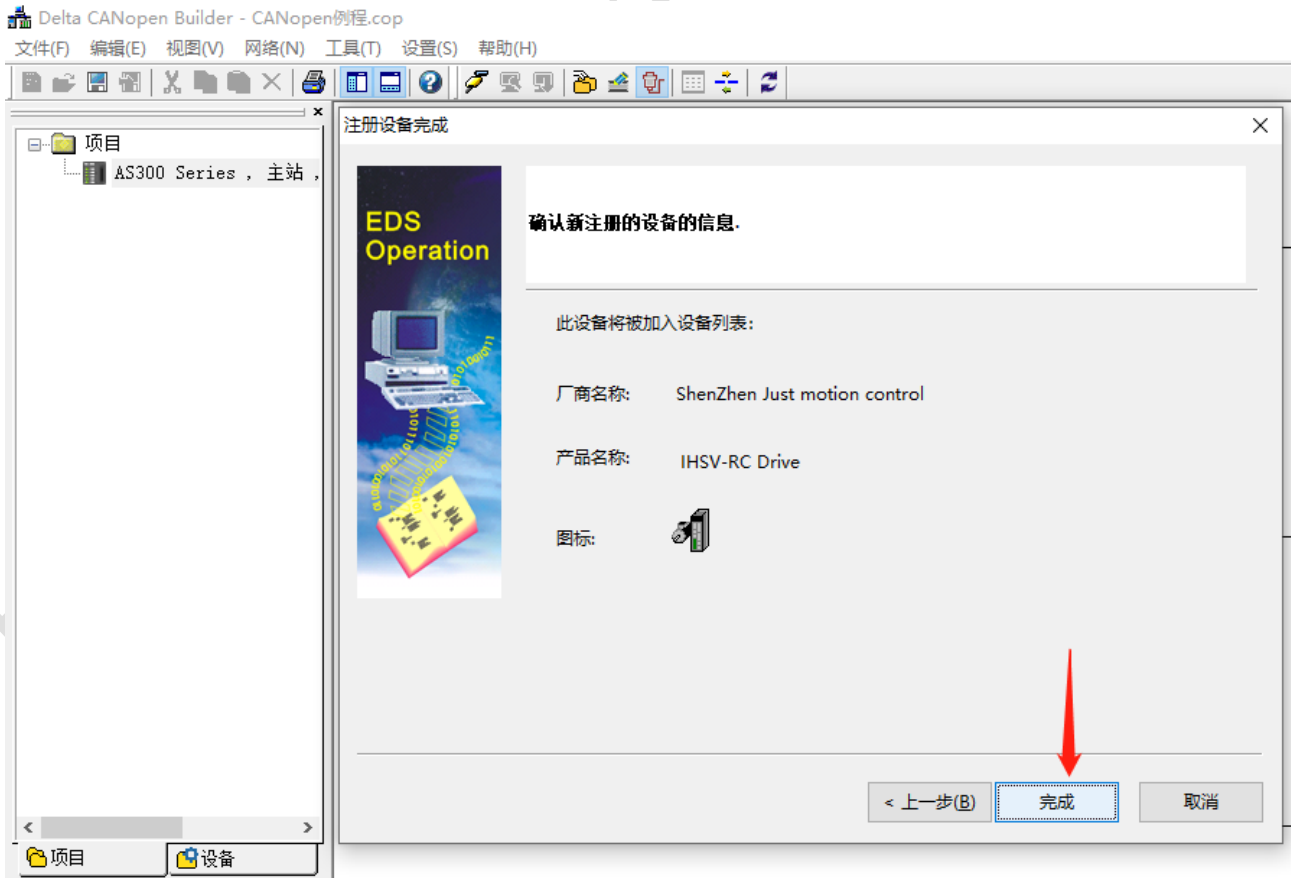 Delta CANopen Builder - CANopen例程.cop
文件(F) 编辑(E) 视图(V) 网络(N) 工具(T) 设置(S) 帮助(H)
项目
AS300 Series , 主站 ,
项目
设备
注册设备完成
EDS
Operation
确认新注册的设备的信息.
此设备将被加入设备列表:
厂商名称: ShenZhen Just motion control
产品名称: IHSV-RC Drive
图标:
< 上一步(B)
完成
取消